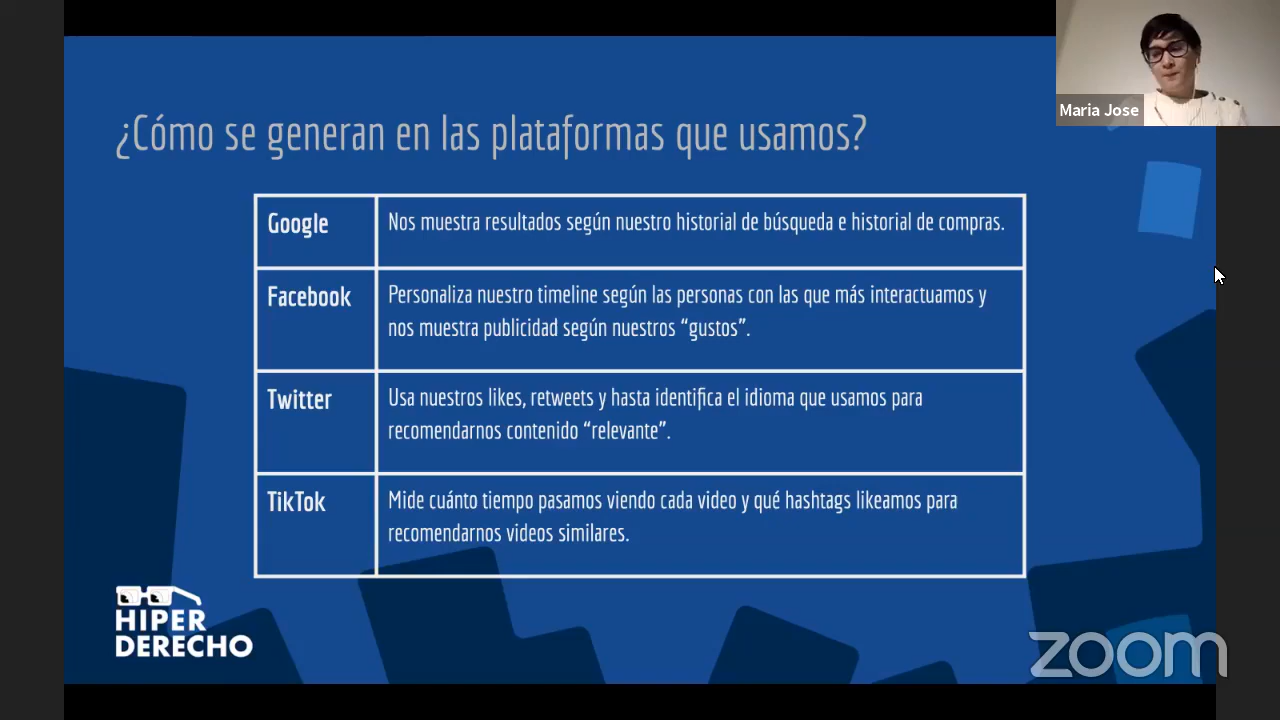 Maria Jose
¿Cómo se generan en las plataformas que usamos?
Google
Nos muestra resultados según nuestro historial de búsqueda e historial de compras.
Facebook
Personaliza nuestro timeline según las personas con las que más interactuamos y
nos muestra publicidad según nuestros “gustos”.
Twitter
Usa nuestros likes, retweets y hasta identifica el idioma que usamos para
recomendarnos contenido “relevante”.
TikTok
Mide cuánto tiempo pasamos viendo cada video y qué hashtags likeamos para
recomendarnos videos similares.
HIPER
DERECHO
zoom